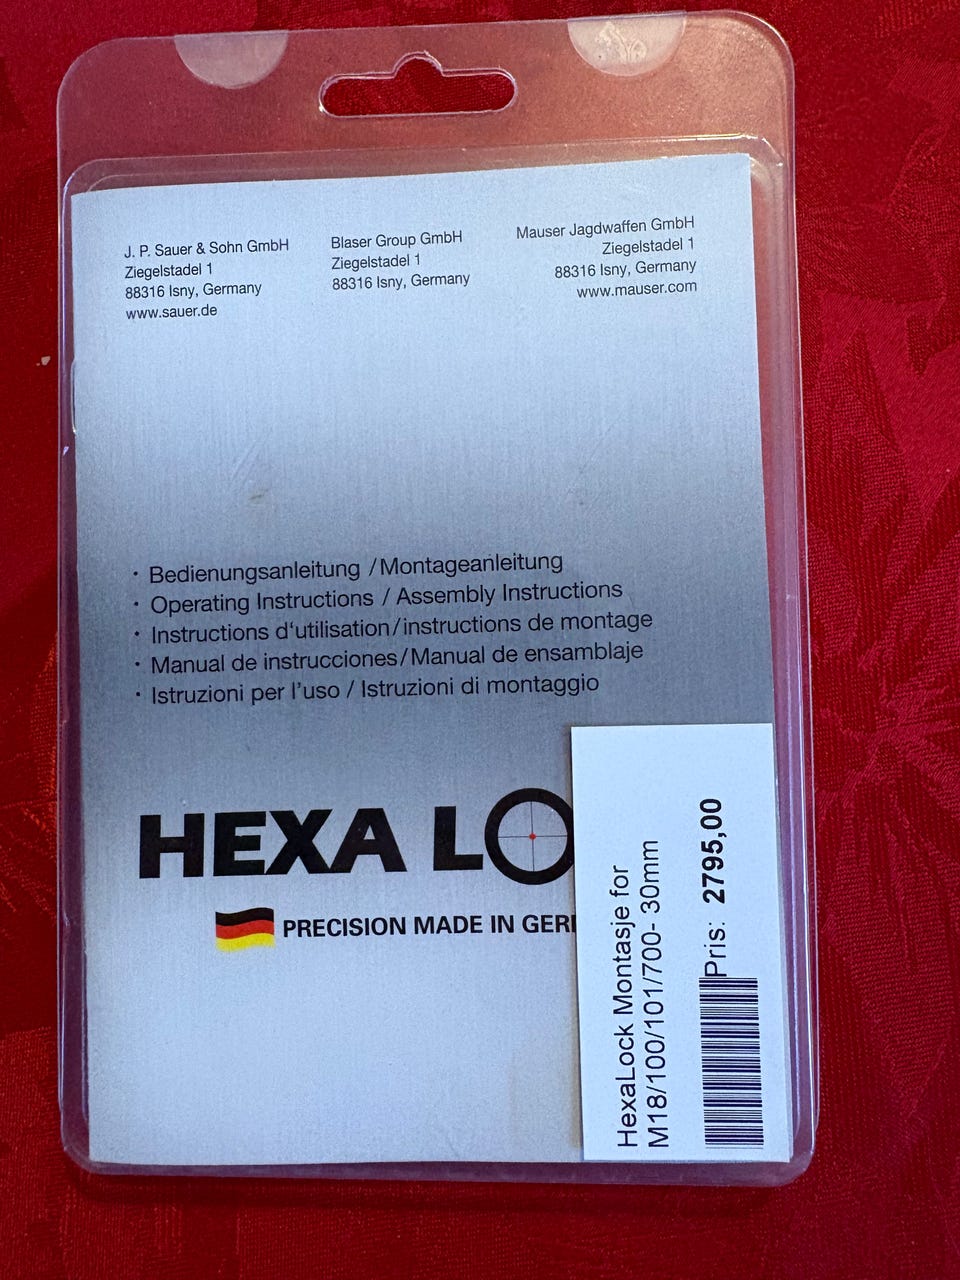 J. P. Sauer & Sohn GmbH
Ziegelstadel 1
88316 Isny, Germany
www.sauer.de
Blaser Group GmbH
Ziegelstadel 1
88316 Isny, Germany
Mauser Jagdwaffen GmbH
Ziegelstadel 1
88316 Isny, Germany
www.mauser.com
· Bedienungsanleitung / Montageanleitung
· Operating Instructions / Assembly Instructions
· Instructions d'utilisation / instructions de montage
· Manual de instrucciones / Manual de ensamblaje
· Istruzioni per l'uso / Istruzioni di montaggio
HEXA LO
PRECISION MADE IN GER
HexaLock Montasje for
M18/100/101/700- 30mm
Pris: 2795,00